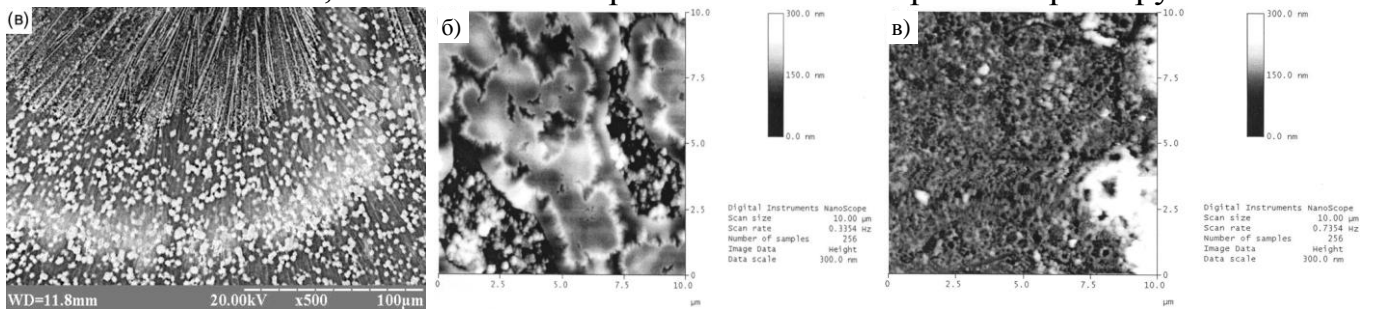 (в)
WD=11.8mm 20.00kV x500 100µm
б)
10.0
7.5
5.0
2.5
0
0 2.5 5.0 7.5 10.0
µm
300.0 nm
150.0 nm
0.0 nm
Digital Instruments NanoScope
Scan size 10.00 µm
Scan rate 0.3354 Hz
Number of samples 256
Image Data Height
Data scale 300.0 nm
в)
10.0
7.5
5.0
2.5
0
0 2.5 5.0 7.5 10.0
µm
300.0 nm
150.0 nm
0.0 nm
Digital Instruments NanoScope
Scan size 10.00 µm
Scan rate 0.7354 Hz
Number of samples 256
Image Data Height
Data scale 300.0 nm